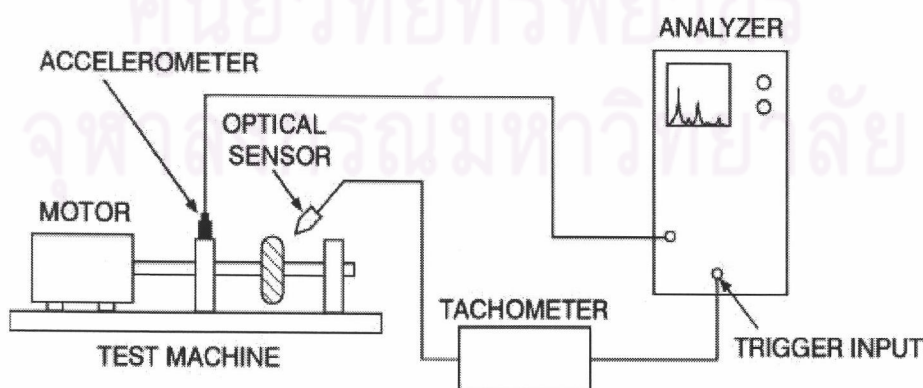 ศูนย์วิทยทรัพยากร
จุฬาลงกรณ์มหาวิทยาลัย
ANALYZER
ACCELEROMETER
OPTICAL
SENSOR
MOTOR
TACHOMETER
TRIGGER INPUT
TEST MACHINE